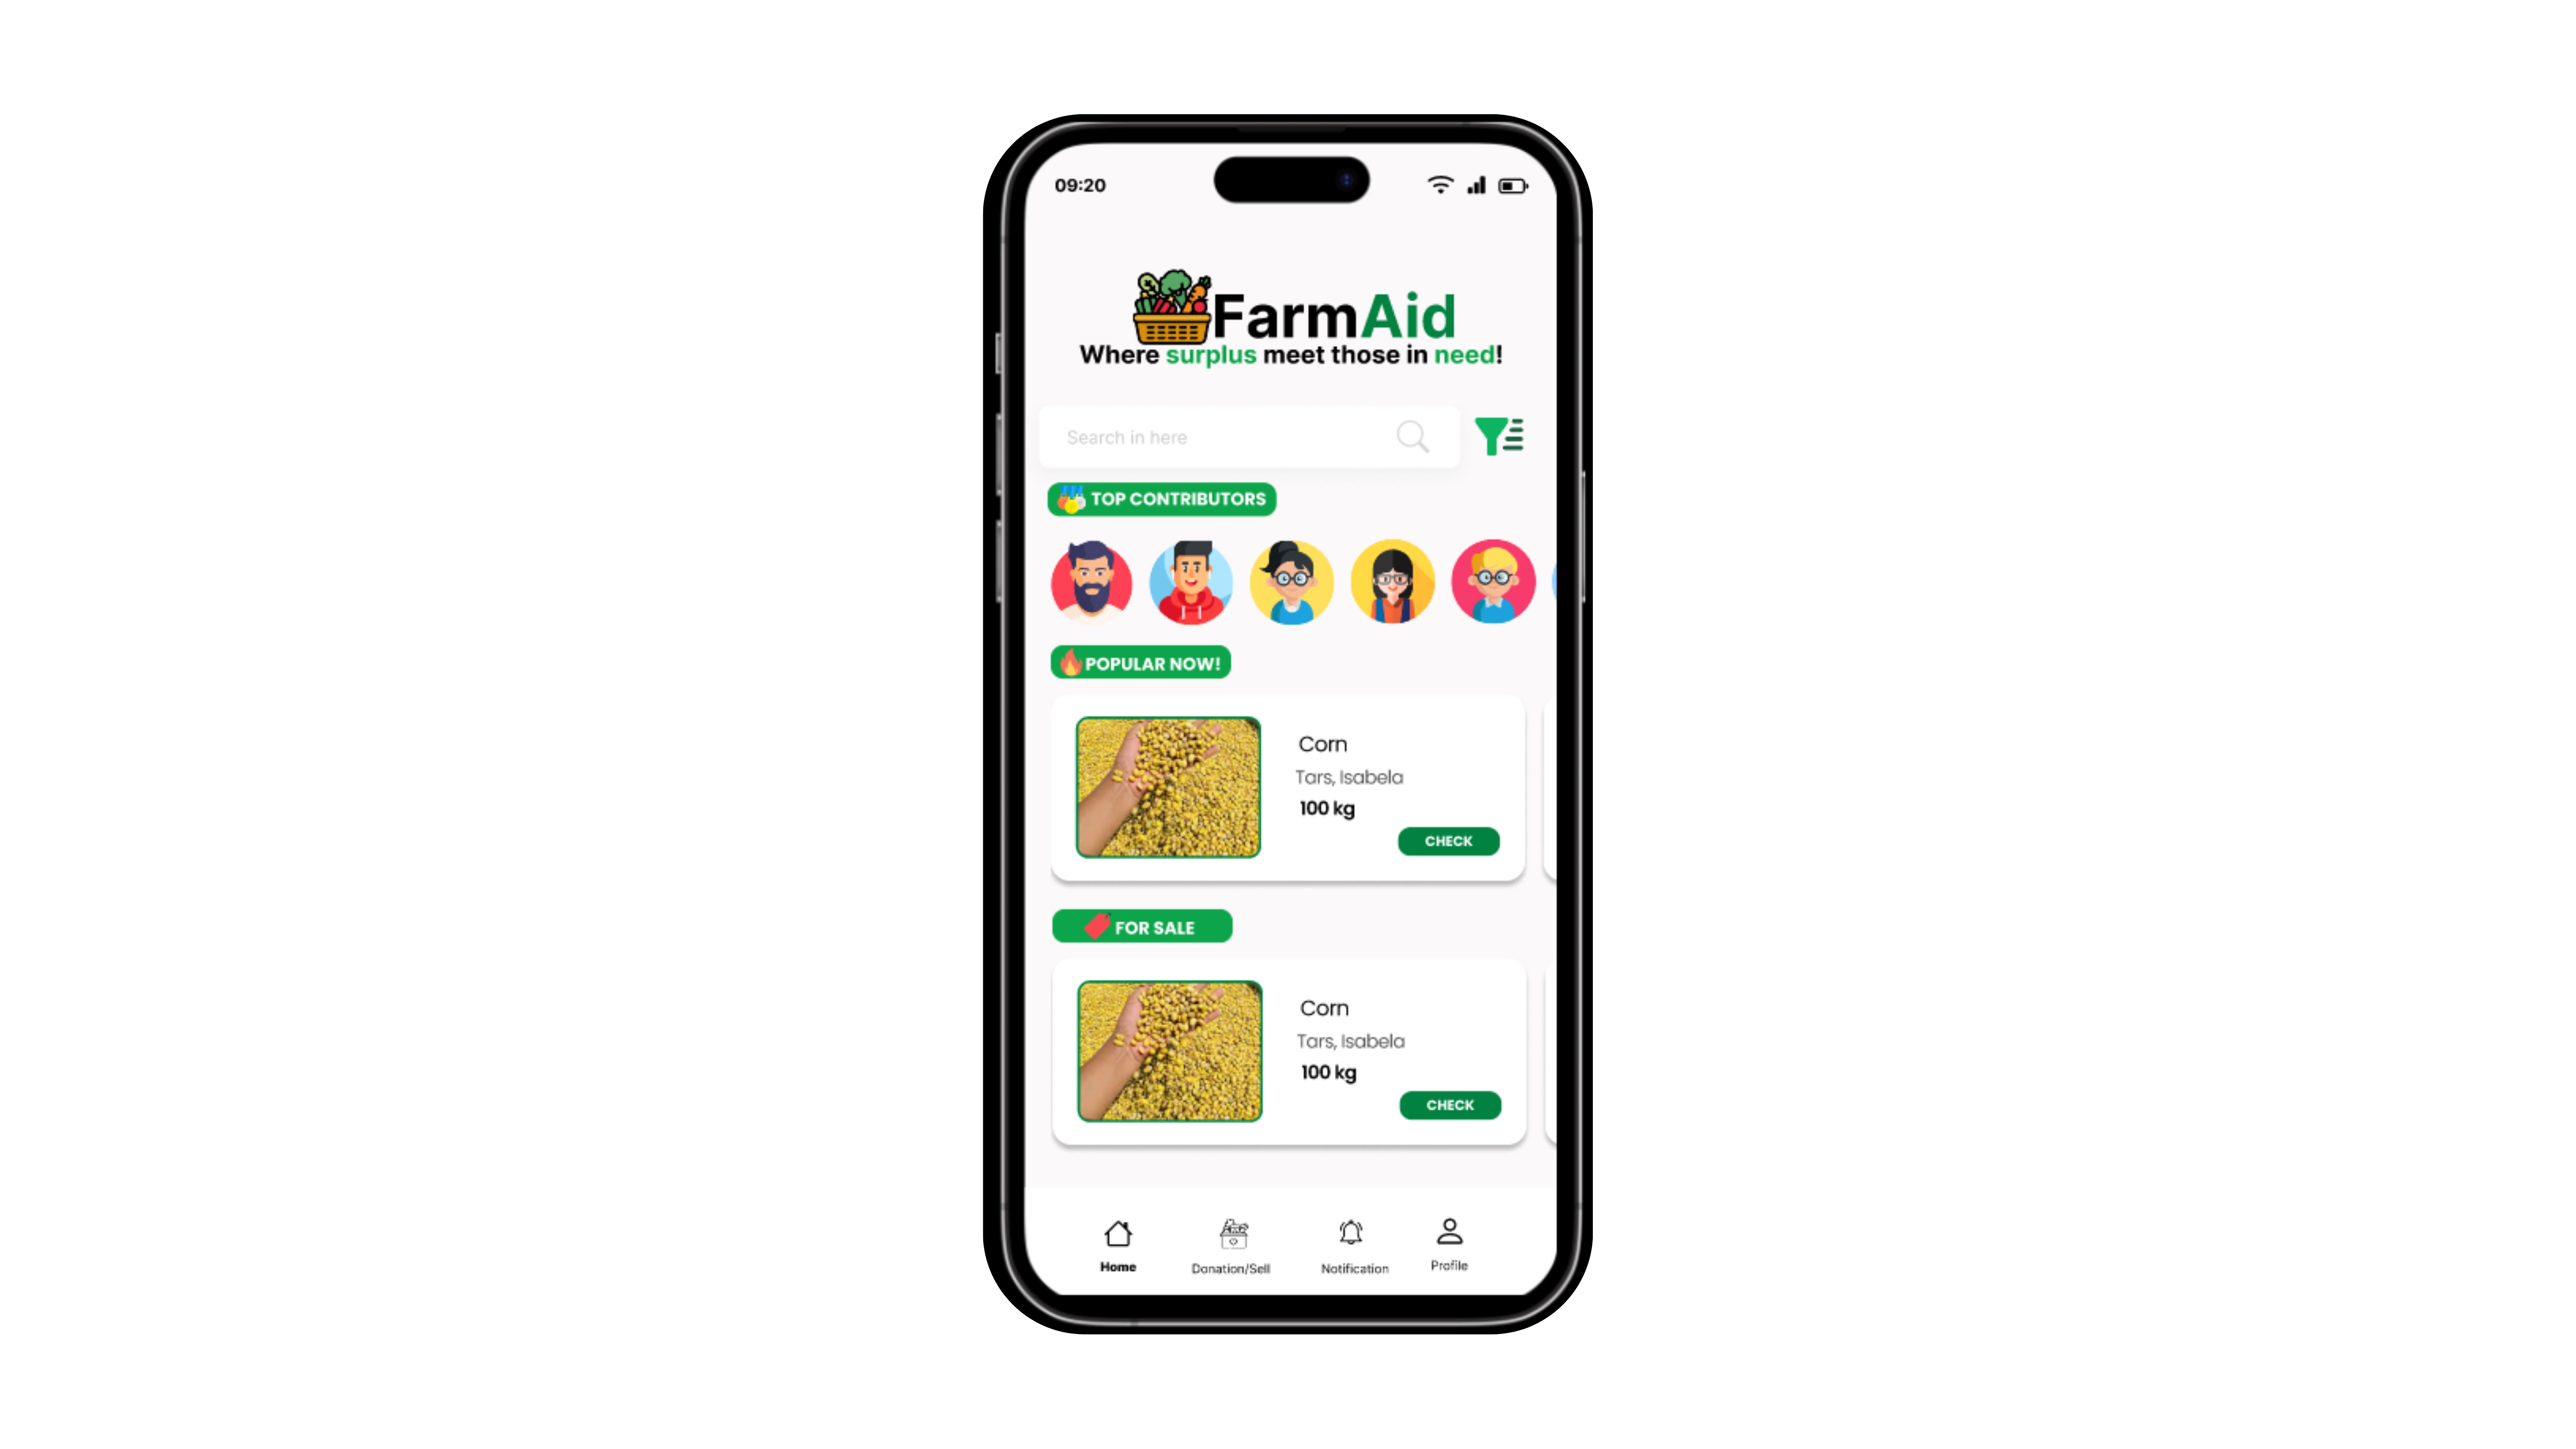 09:20
FarmAid
Where surplus meet those in need!
Search in here
TOP CONTRIBUTORS
POPULAR NOW!
Corn
Tars, Isabela
100 kg
CHECK
FOR SALE
Corn
Tars, Isabela
100 kg
CHECK
Home
Donation/Sell
Notification
Profile